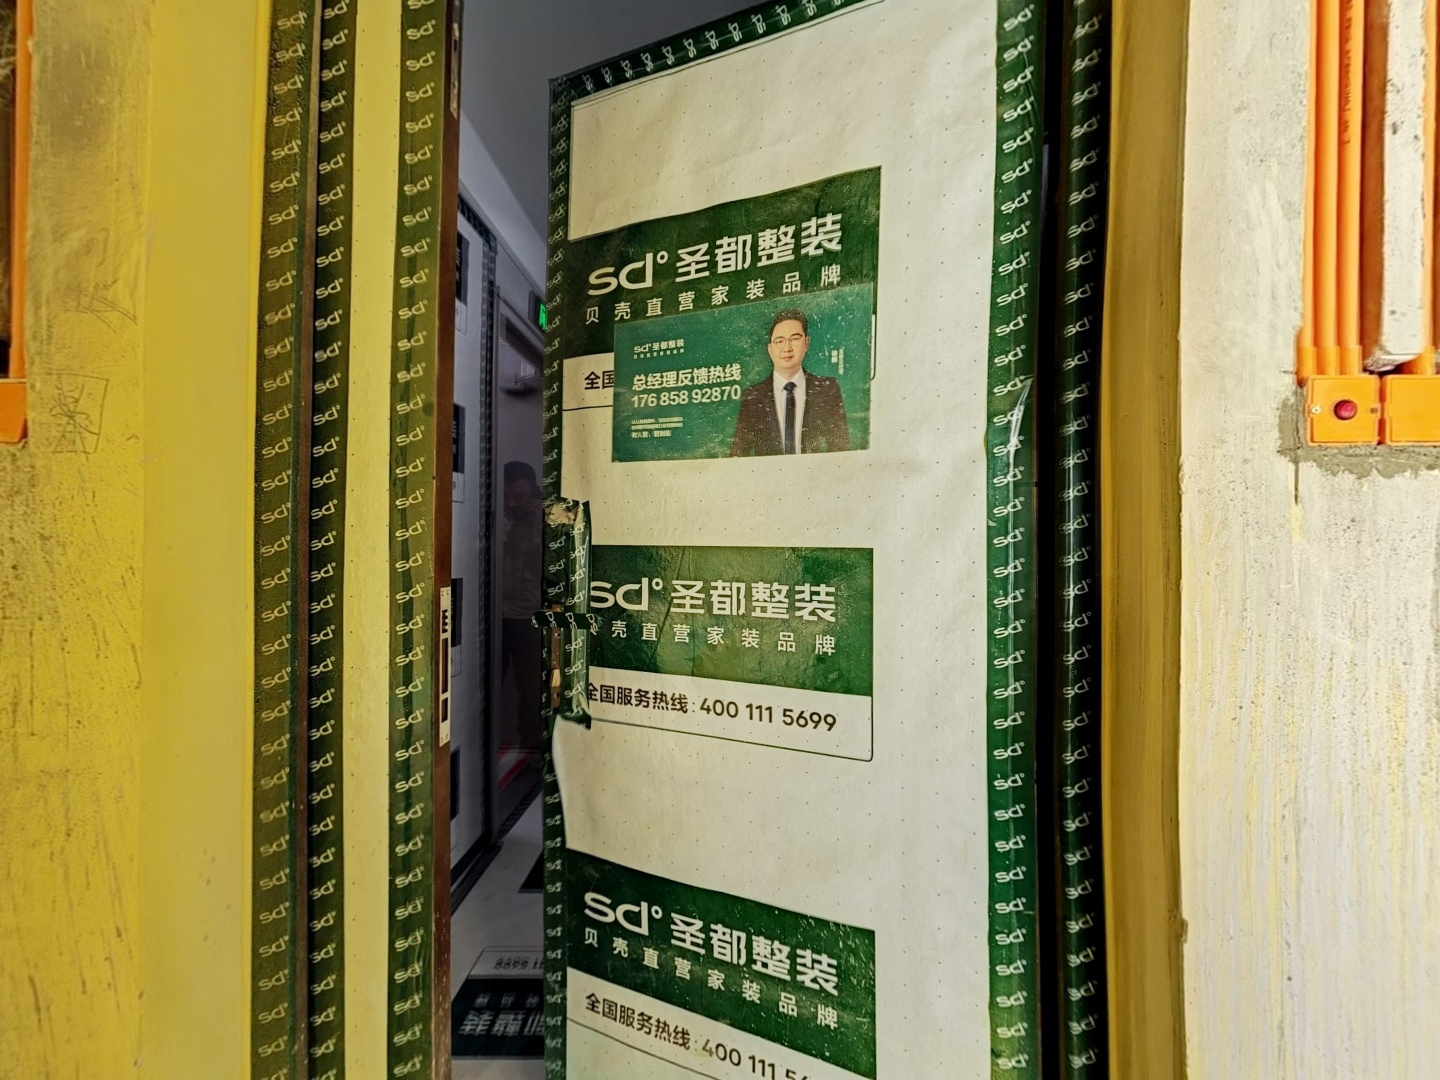 sd° 圣都整装
贝壳直营家装品牌
全国
sd° 圣都整装
总经理反馈热线
176 858 92870
sd° 圣都整装
壳直营家装品牌
全国服务热线:400 111 5699
sd° 圣都整装
贝壳直营家装品牌
全国服务热线:400 111 56